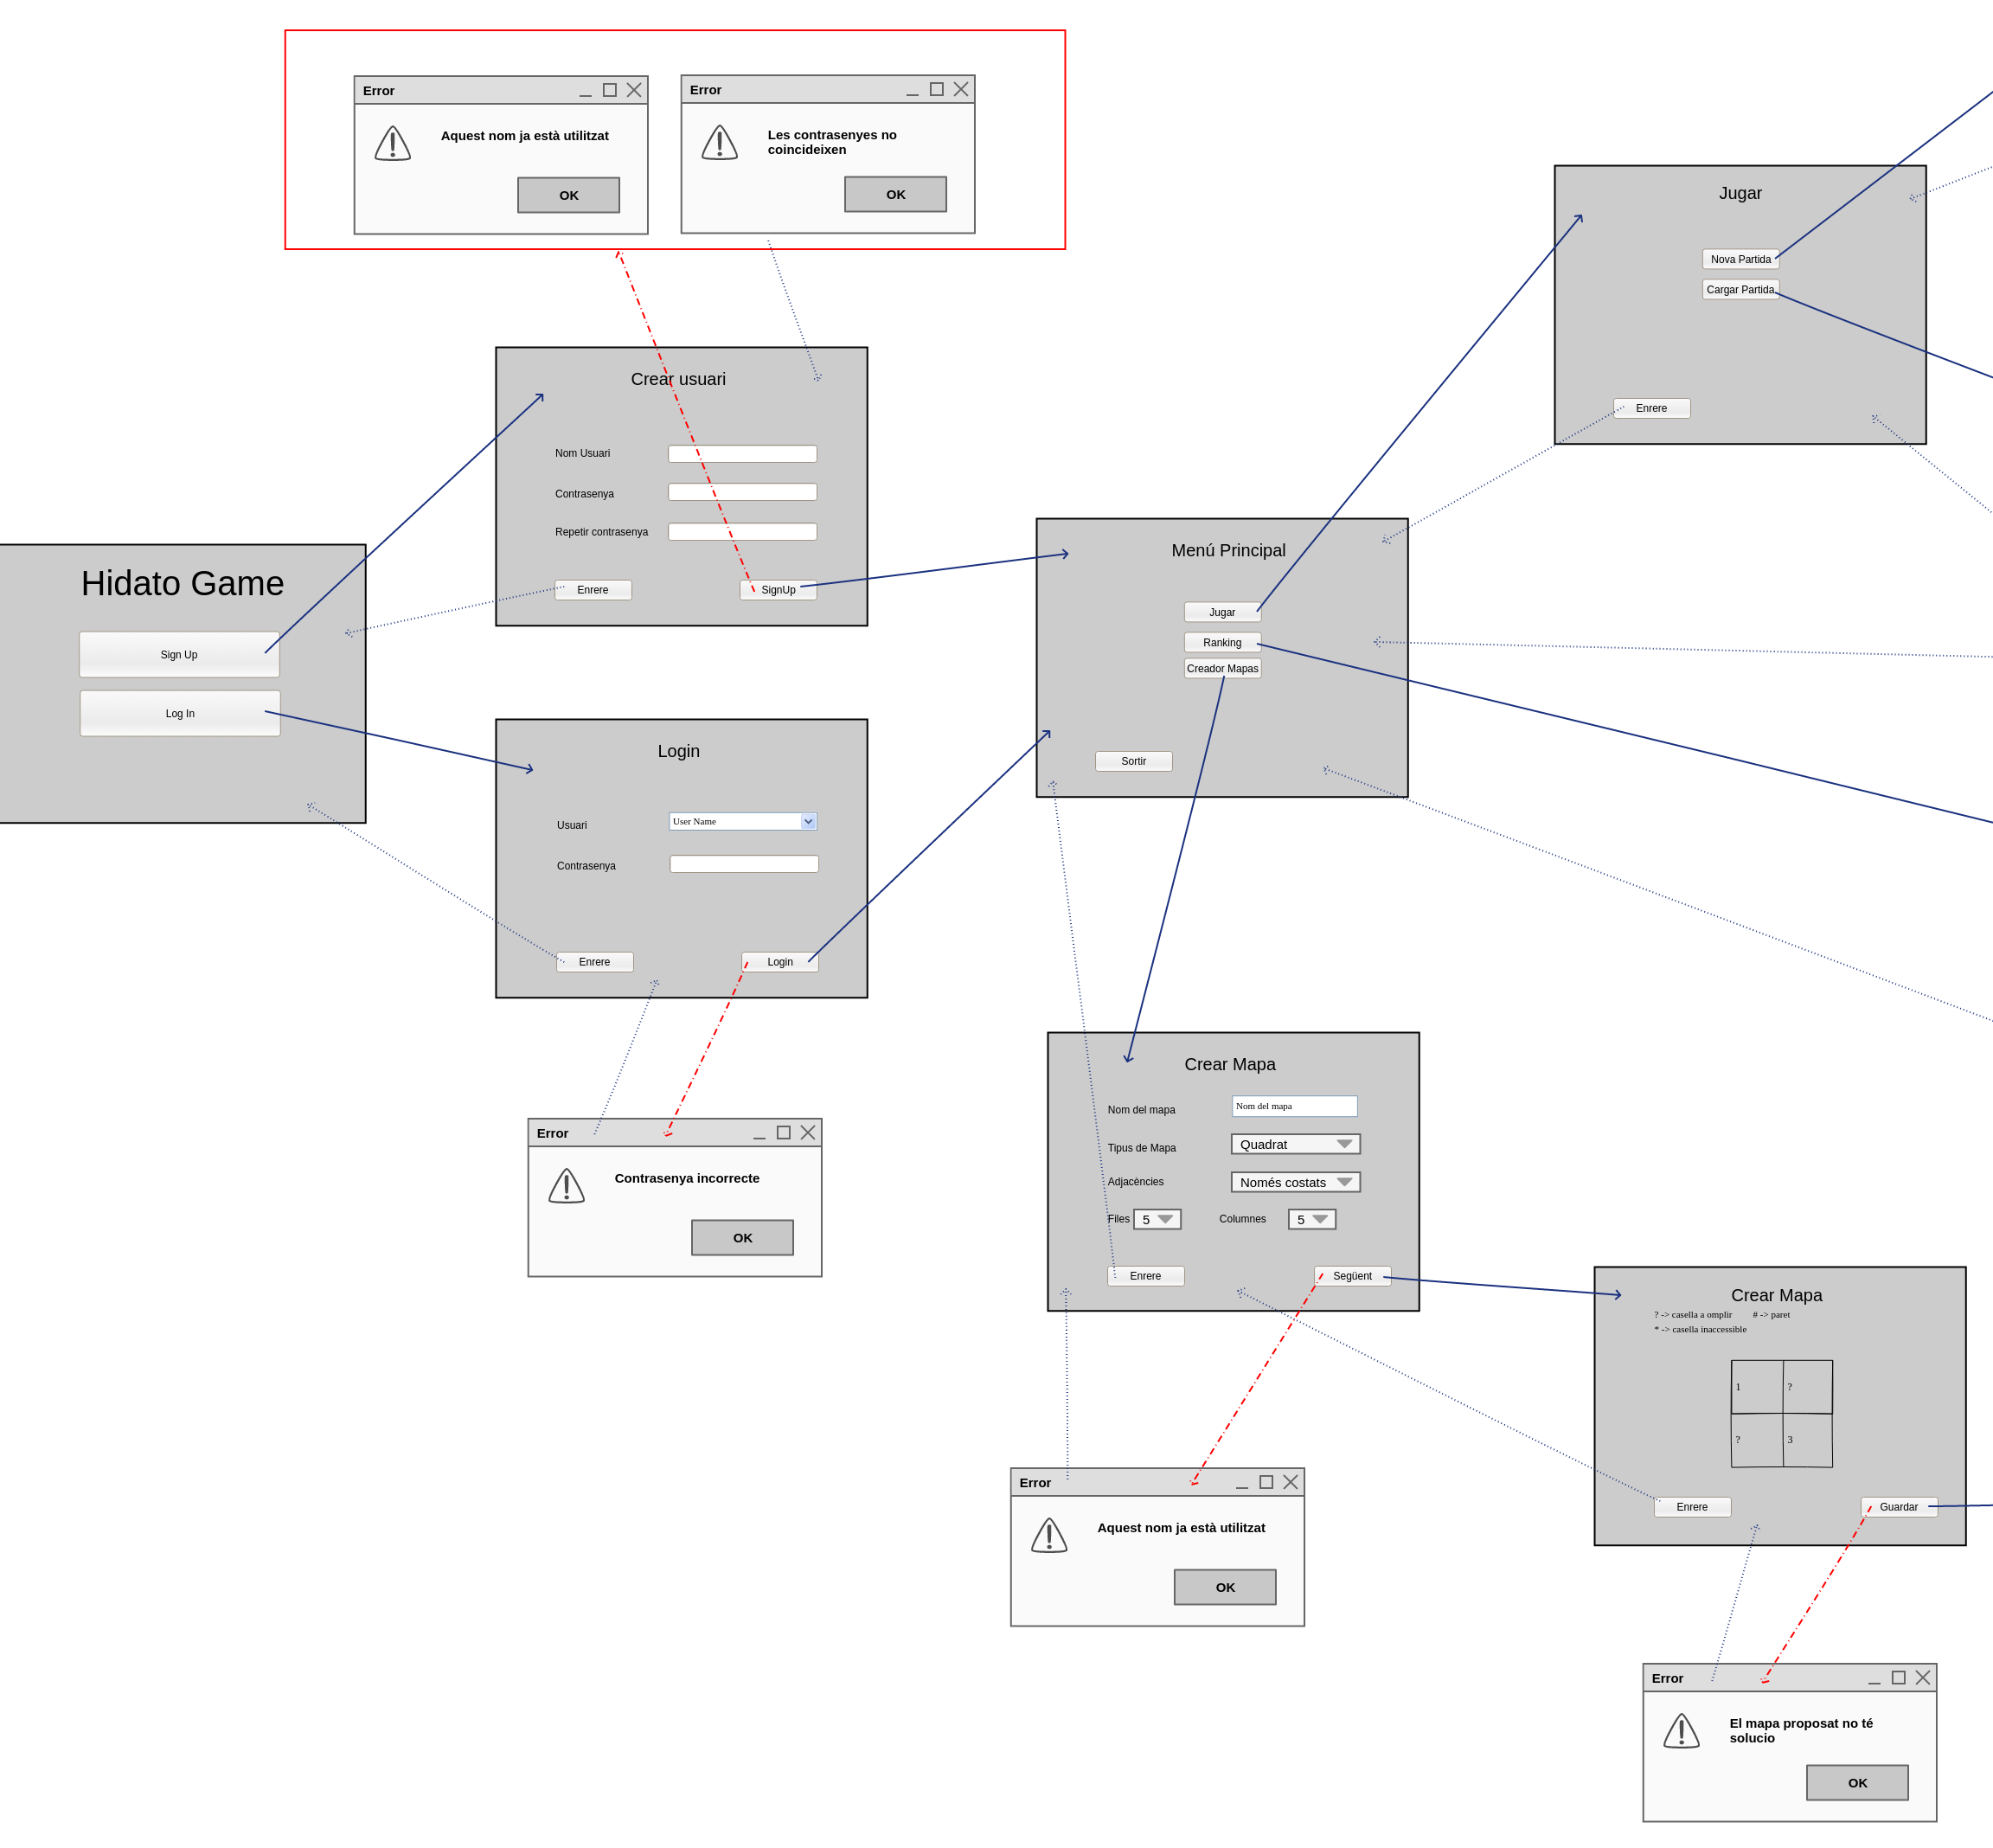 Error
Aquest nom ja està utilitzat
OK
Error
Les contrasenyes no
coincideixen
OK
Jugar
Nova Partida
Cargar Partida
Enrere
Crear usuari
Nom Usuari
Contrasenya
Repetir contrasenya
Enrere
SignUp
Hidato Game
Sign Up
Log In
Menú Principal
Jugar
Ranking
Creador Mapas
Sortir
Login
Usuari
User Name
Contrasenya
Enrere
Login
Error
Contrasenya incorrecte
OK
Crear Mapa
Nom del mapa
Nom del mapa
Tipus de Mapa
Quadrat
Adjacències
Només costats
Files
5
Columnes
5
Enrere
Següent
Crear Mapa
? -> casella a omplir
# -> paret
* -> casella inaccessible
1
?
?
3
Enrere
Guardar
Error
Aquest nom ja està utilitzat
OK
Error
El mapa proposat no té
solucio
OK